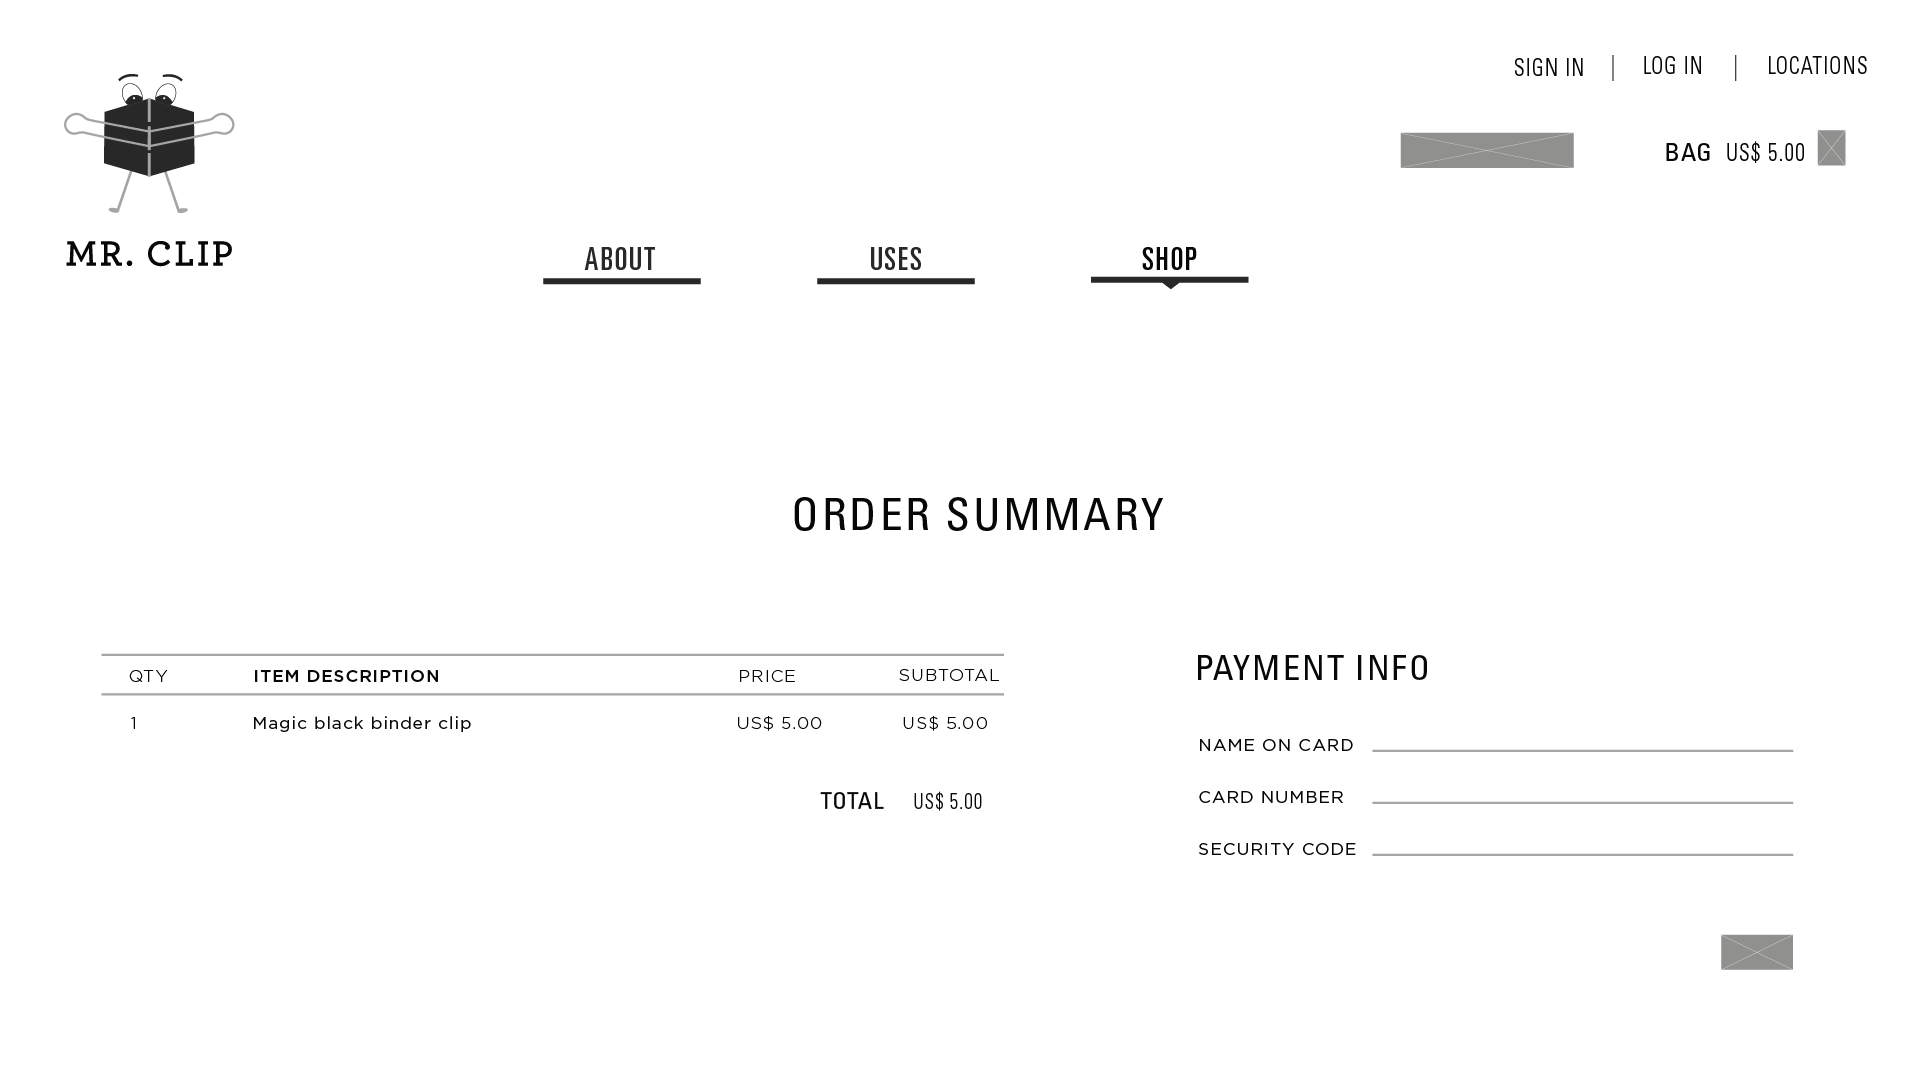 SIGN IN | LOG IN | LOCATIONS
BAG US$ 5.00
MR. CLIP
ABOUT USES SHOP
ORDER SUMMARY
QTY ITEM DESCRIPTION PRICE SUBTOTAL
1 Magic black binder clip US$ 5.00 US$ 5.00
TOTAL US$ 5.00
PAYMENT INFO
NAME ON CARD
CARD NUMBER
SECURITY CODE